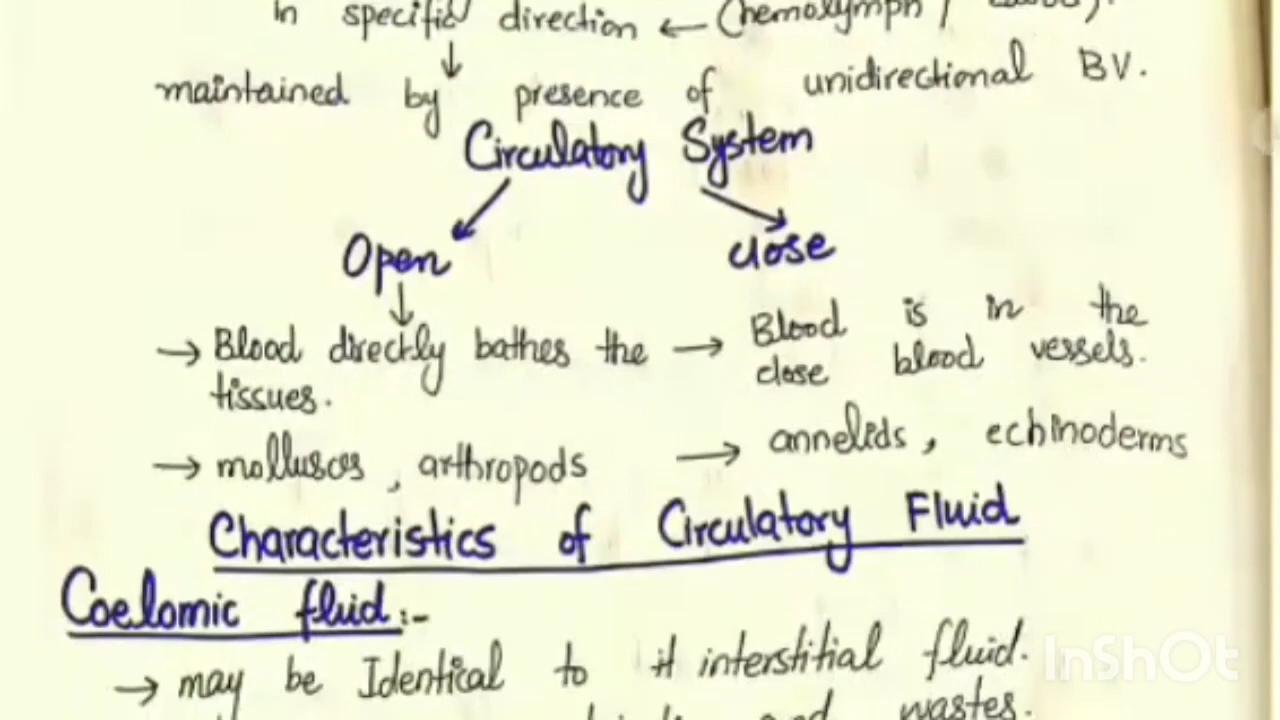 in specific direction ← (hemolymph /
↓
maintained by presence of unidirectional BV.
Circulatory System
Open
close
↓
→ Blood directly bathes the tissues.
→ Blood is in the close blood vessels.
→ molluscs, arthropods
→ annelids, echinoderms
Characteristics of Circulatory Fluid
Coelomic fluid:-
→ may be Identical to it interstitial fluid.
and wastes.
InShOt